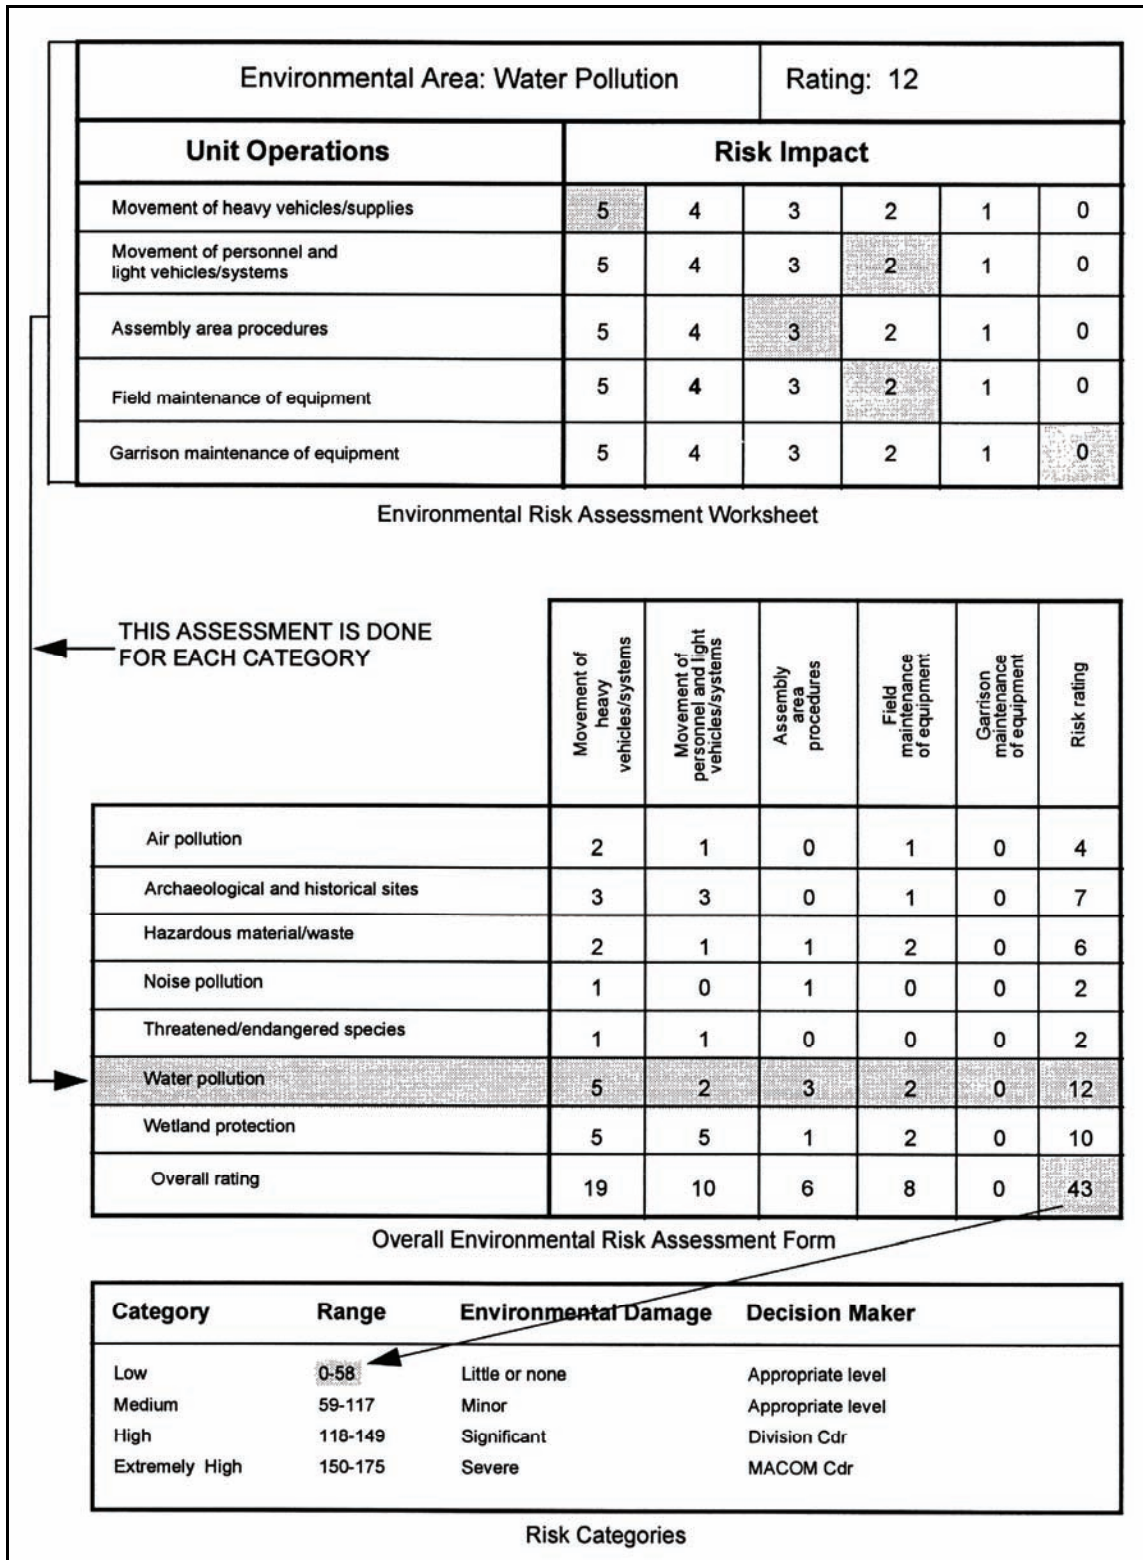 Environmental Area: Water Pollution Rating: 12
Unit Operations Risk Impact
Movement of heavy vehicles/supplies 5 4 3 2 1 0
Movement of personnel and
light vehicles/systems 5 4 3 2 1 0
Assembly area procedures 5 4 3 2 1 0
Field maintenance of equipment 5 4 3 2 1 0
Garrison maintenance of equipment 5 4 3 2 1 0
Environmental Risk Assessment Worksheet
THIS ASSESSMENT IS DONE
FOR EACH CATEGORY
Movement of
heavy
vehicles/systems
Movement of
personnel and light
vehicles/systems
Assembly
area
procedures
Field
maintenance
of equipment
Garrison
maintenance
of equipment
Risk rating
Air pollution 2 1 0 1 0 4
Archaeological and historical sites 3 3 0 1 0 7
Hazardous material/waste 2 1 1 2 0 6
Noise pollution 1 0 1 0 0 2
Threatened/endangered species 1 1 0 0 0 2
Water pollution 5 2 3 2 0 12
Wetland protection 5 5 1 2 0 10
Overall rating 19 10 6 8 0 43
Overall Environmental Risk Assessment Form
Category Range Environmental Damage Decision Maker
Low 0-58 Little or none Appropriate level
Medium 59-117 Minor Appropriate level
High 118-149 Significant Division Cdr
Extremely High 150-175 Severe MACOM Cdr
Risk Categories